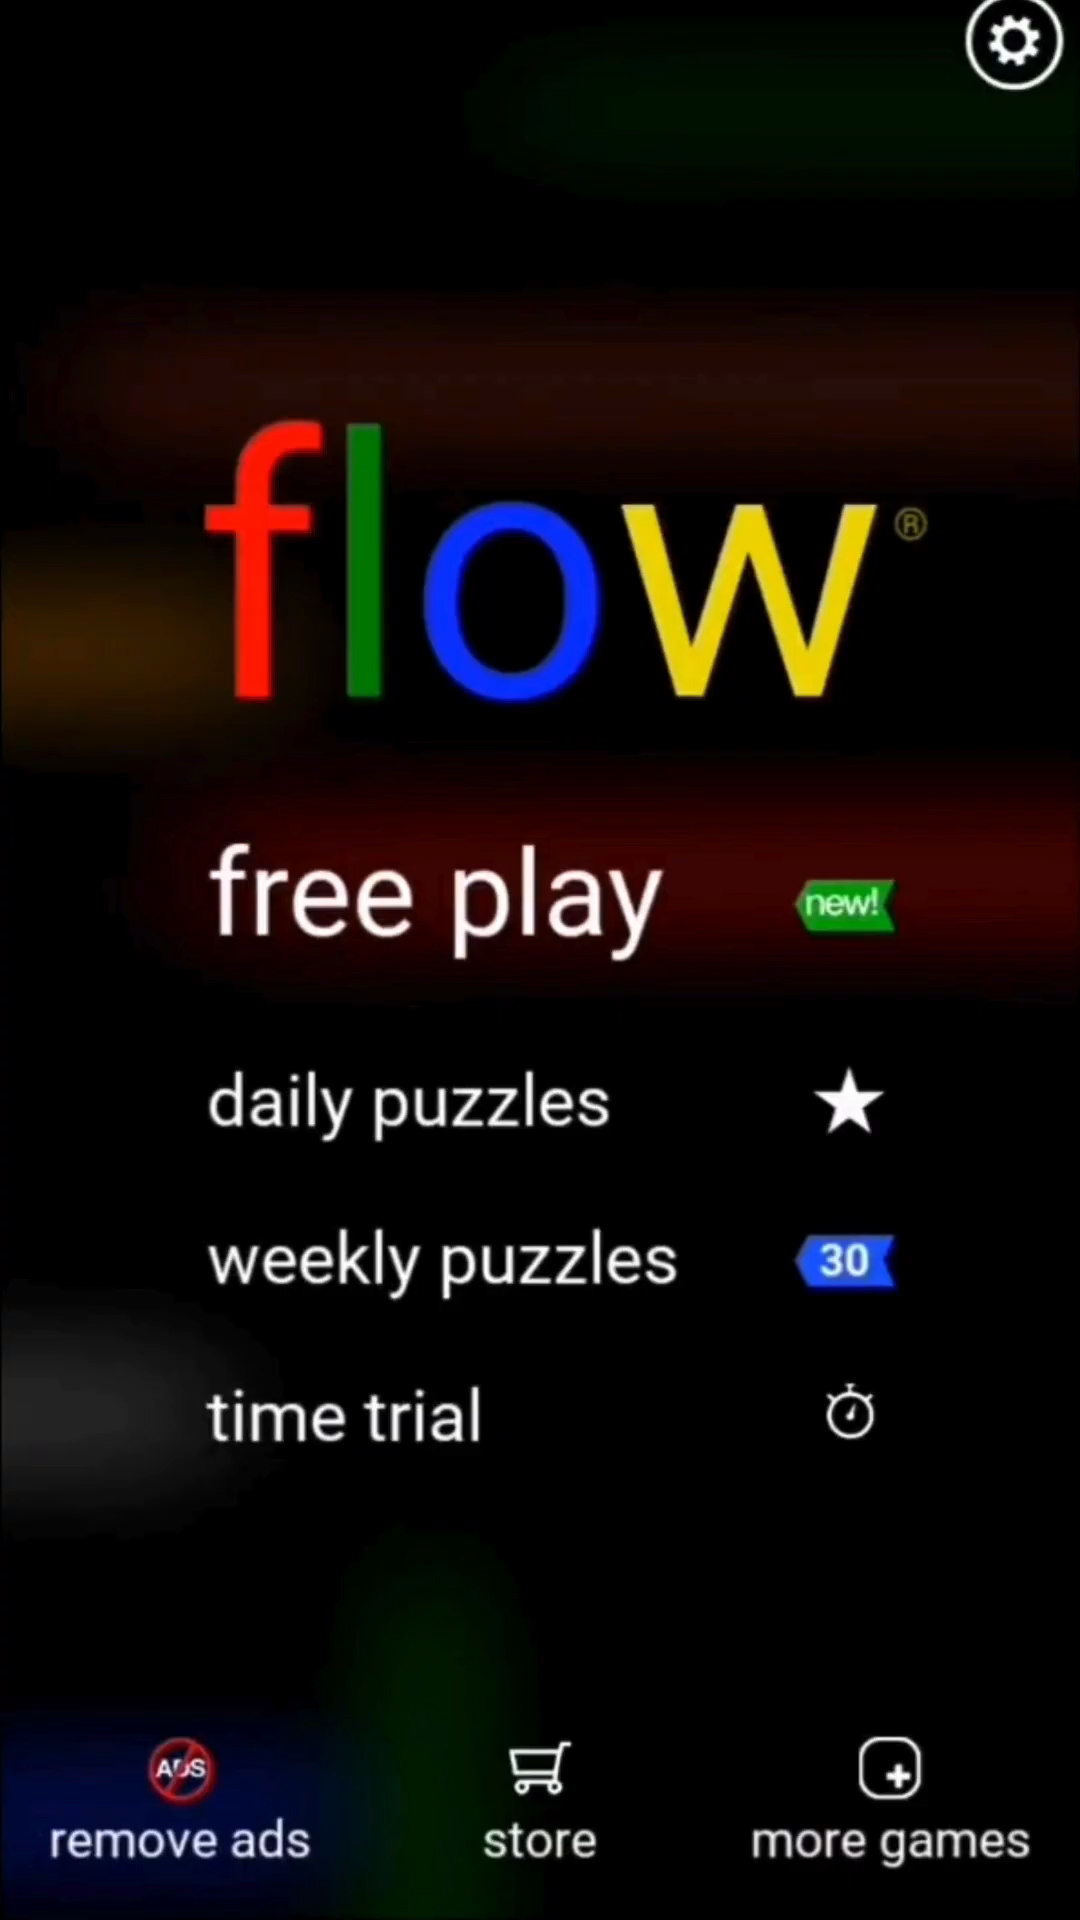 flow®
free play new!
daily puzzles
weekly puzzles 30
time trial
ADS
remove ads
store
more games